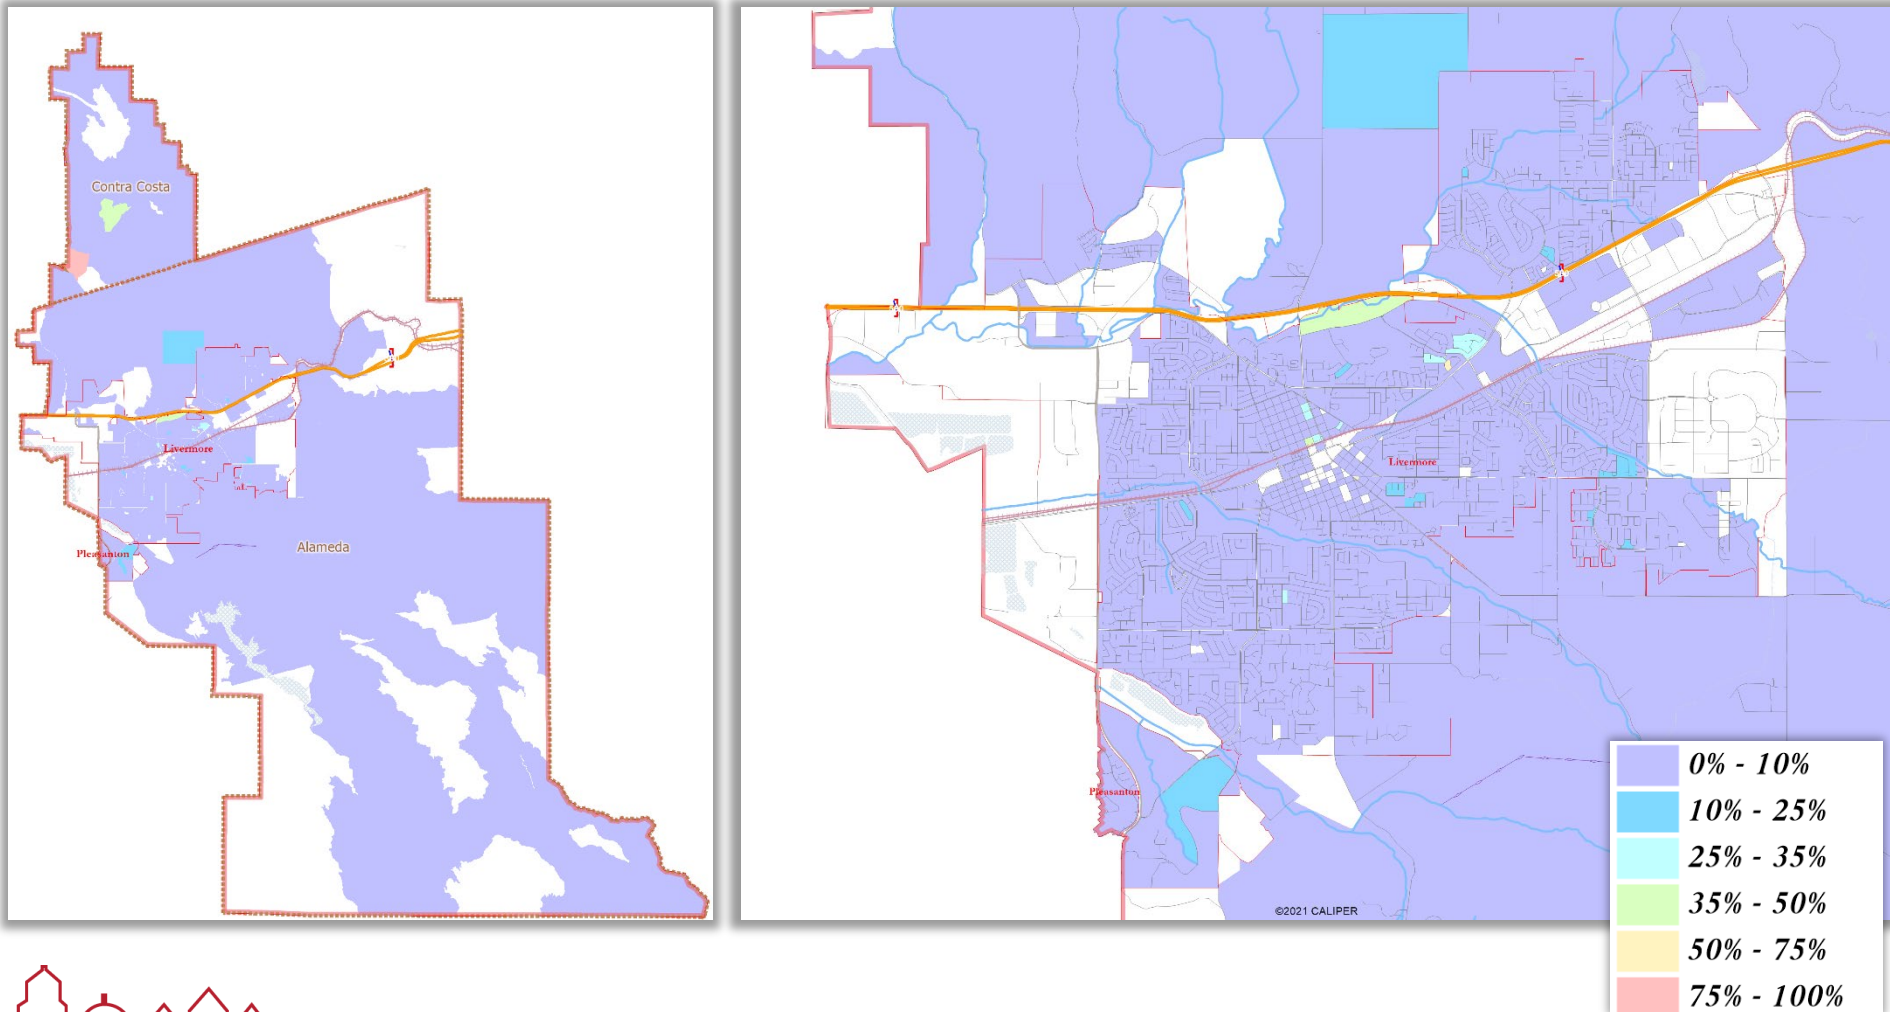 Contra Costa
Livermore
Alameda
Pleasanton
Livermore
Pleasanton
©2021 CALIPER
0% - 10%
10% - 25%
25% - 35%
35% - 50%
50% - 75%
75% - 100%